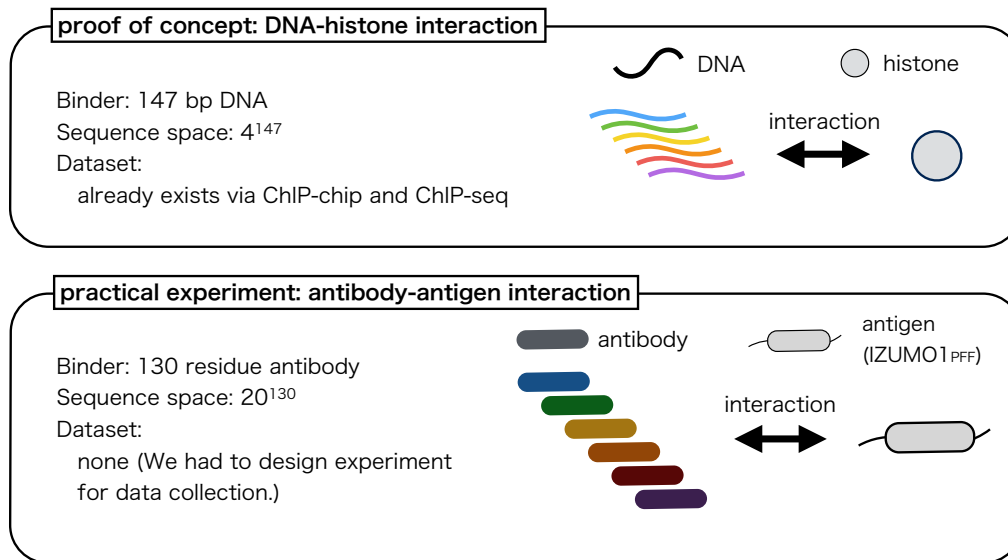 proof of concept: DNA-histone interaction
DNA
histone
Binder: 147 bp DNA
Sequence space: 4¹⁴⁷
Dataset:
already exists via ChIP-chip and ChIP-seq
interaction
practical experiment: antibody-antigen interaction
antibody
antigen
(IZUMO1PFF)
Binder: 130 residue antibody
Sequence space: 20¹³⁰
Dataset:
none (We had to design experiment
for data collection.)
interaction